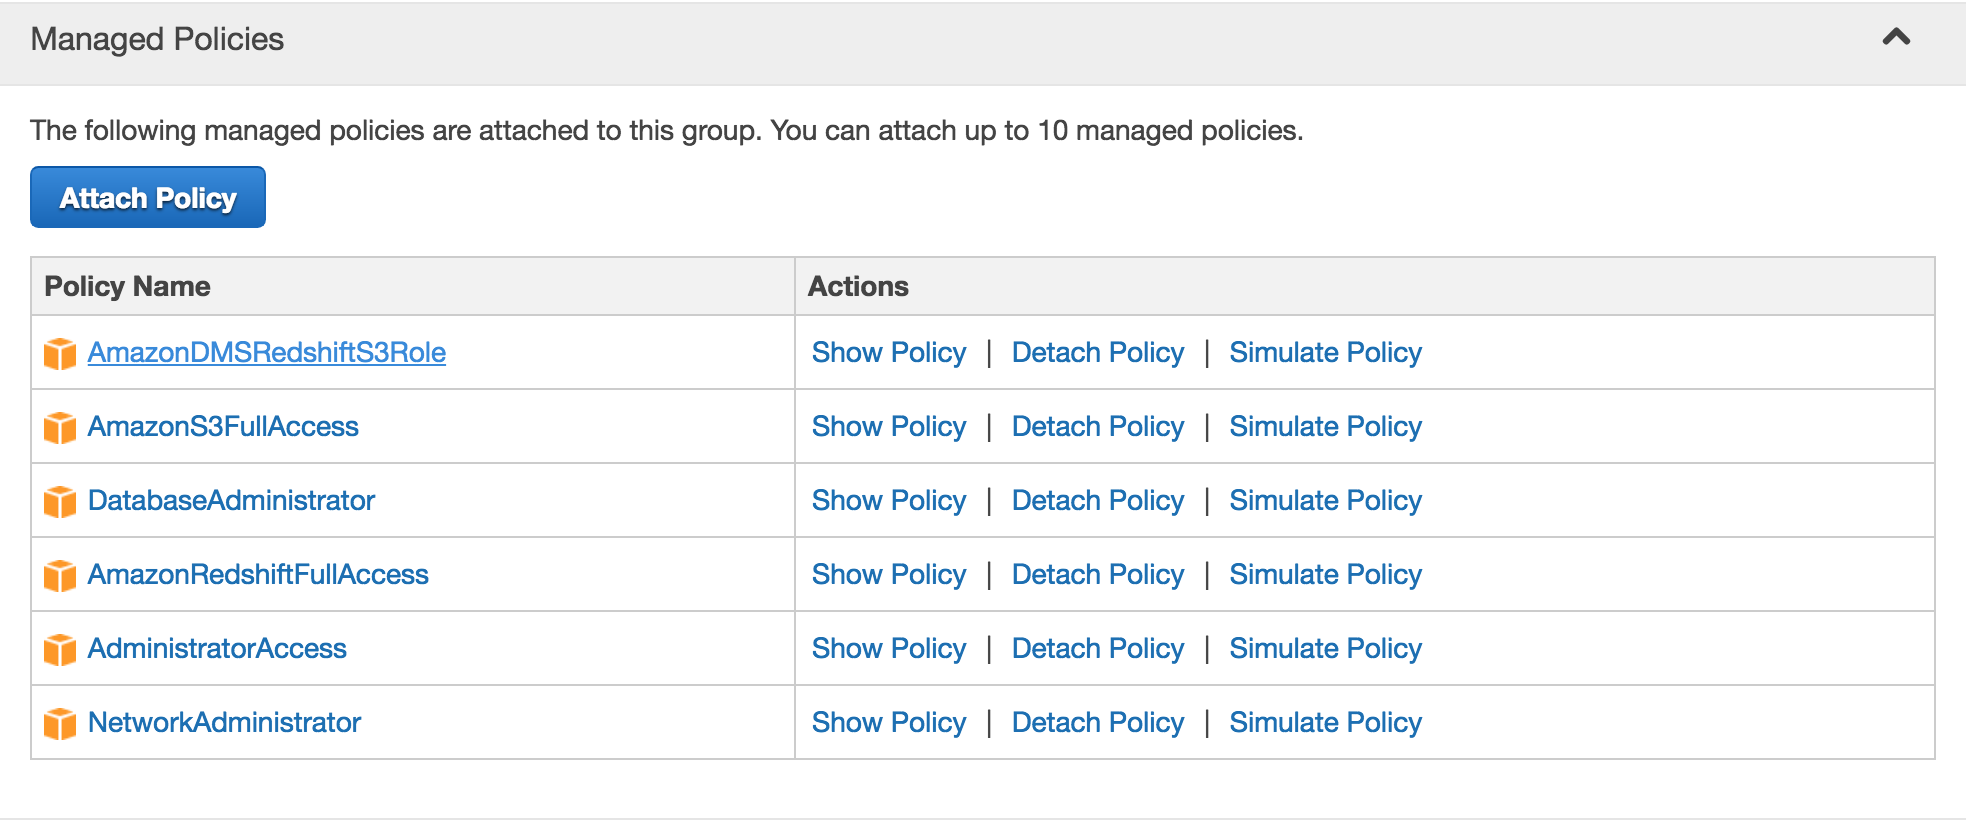 Managed Policies
The following managed policies are attached to this group. You can attach up to 10 managed policies.
Attach Policy
Policy Name Actions
AmazonDMSRedshiftS3Role Show Policy | Detach Policy | Simulate Policy
AmazonS3FullAccess Show Policy | Detach Policy | Simulate Policy
DatabaseAdministrator Show Policy | Detach Policy | Simulate Policy
AmazonRedshiftFullAccess Show Policy | Detach Policy | Simulate Policy
AdministratorAccess Show Policy | Detach Policy | Simulate Policy
NetworkAdministrator Show Policy | Detach Policy | Simulate Policy